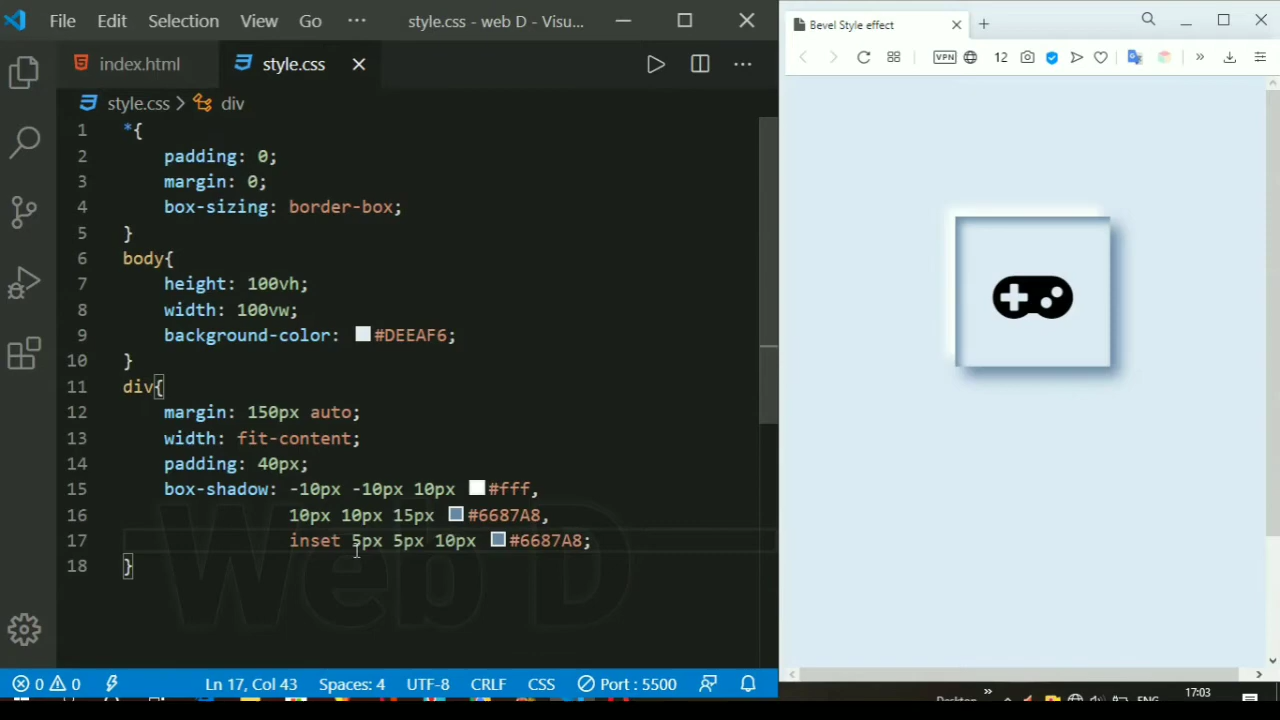 File Edit Selection View Go ··· style.css - web D - Visu...
Bevel Style effect
index.html style.css
VPN 12
style.css > div
1 *{
2 padding: 0;
3 margin: 0;
4 box-sizing: border-box;
5 }
6 body{
7 height: 100vh;
8 width: 100vw;
9 background-color: #DEEAF6;
10 }
11 div{
12 margin: 150px auto;
13 width: fit-content;
14 padding: 40px;
15 box-shadow: -10px -10px 10px #fff,
16 10px 10px 15px #6687A8,
17 inset 5px 5px 10px #6687A8;
18 }
Web D
0 0 Ln 17, Col 43 Spaces: 4 UTF-8 CRLF CSS Port : 5500
Desktop » ENG 17:03